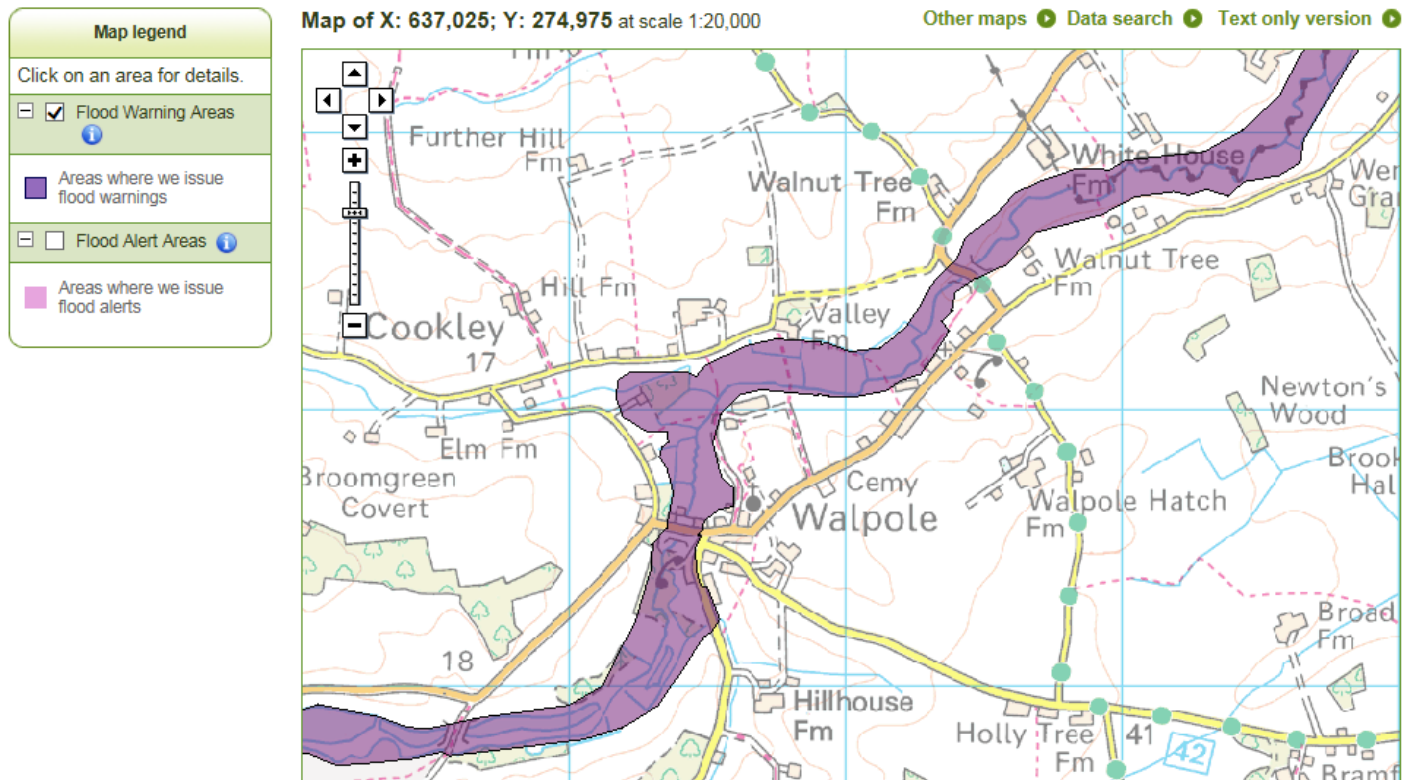 Map legend
Click on an area for details.
Flood Warning Areas
Areas where we issue
flood warnings
Flood Alert Areas
Areas where we issue
flood alerts
Map of X: 637,025; Y: 274,975 at scale 1:20,000
Other maps
Data search
Text only version
Further Hill
Fm
White House
Fm
Walnut Tree
Fm
Walnut Tree
Fm
Hill Fm
Valley
Fm
Cookley
17
Newton's
Wood
Elm Fm
Broomgreen
Covert
Cemy
Walpole
Walpole Hatch
Fm
Brook
Hal
Broad
Fm
18
Hillhouse
Fm
Holly Tree
Fm
41
42
Bramf